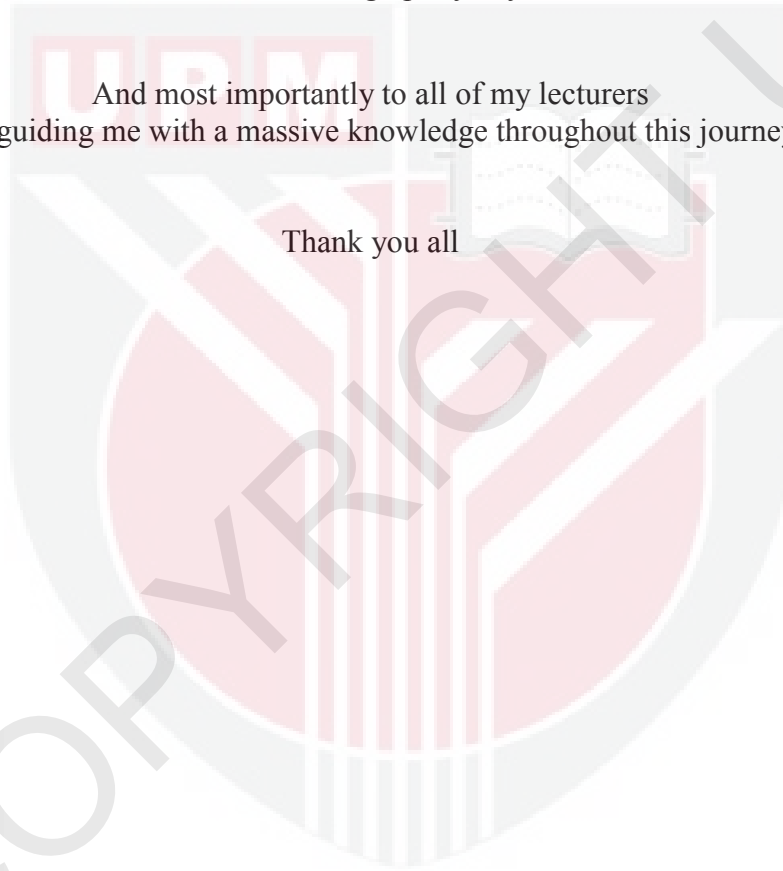 UPM
And most importantly to all of my lecturers
guiding me with a massive knowledge throughout this journey
Thank you all
COPYRIGHT U